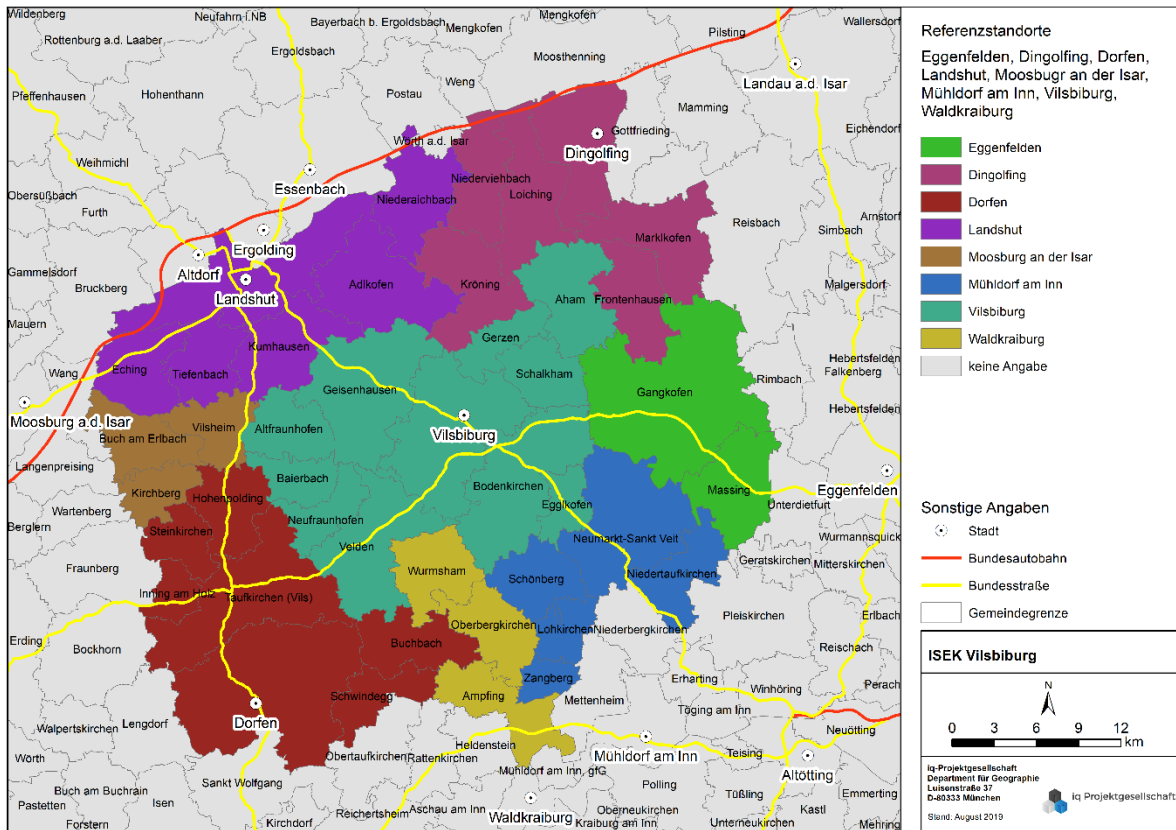 Wildenberg
Neufahrn i.NB
Bayerbach b. Ergoldsbach
Mengkofen
Mengkofen
Pilsting
Wallersdorf
Rottenburg a.d. Laaber
Ergoldsbach
Moosthenning
Landau a.d. Isar
Weng
Pfeffenhausen
Hohenthann
Postau
Mamming
Gottfrieding
Eichendorf
Wörth a.d. Isar
Dingolfing
Weihmichl
Essenbach
Niederviehbach
Loiching
Obersüßbach
Niederaichbach
Furth
Reisbach
Arnstorf
Simbach
Ergolding
Marklkofen
Altdorf
Gammelsdorf
Bruckberg
Landshut
Adlkofen
Kröning
Aham
Frontenhausen
Malgersdorf
Mauern
Gerzen
Kumhausen
Wang
Eching
Tiefenbach
Geisenhausen
Schalkham
Gangkofen
Rimbach
Hebertsfelden
Falkenberg
Moosburg a.d. Isar
Hebertsfelden
Buch am Erlbach
Vilsheim
Altfraunhofen
Vilsburg
Langenpreising
Baierbach
Bodenkirchen
Massing
Eggenfelden
Kirchberg
Hohenpolding
Egglkofen
Unterdietfurt
Wartenberg
Berglern
Steinkirchen
Neufraunhofen
Velden
Neumarkt-Sankt Veit
Wurmannsquick
Geratskirchen
Mitterskirchen
Fraunberg
Wurmsham
Schönberg
Niedertaufkirchen
Inning am Holz
Taufkirchen (Vils)
Pleiskirchen
Erlbach
Oberbergkirchen
Lohkirchen
Niederbergkirchen
Erding
Bockhorn
Buchbach
Reischach
Zangberg
Erharting
Winhöring
Perach
Schwindegg
Ampfing
Mettenheim
Töging am Inn
Walpertskirchen
Lengdorf
Dorfen
Neuötting
Heldenstein
Mühldorf am Inn
Teising
Wörth
Obertaufkirchen
Rattenkirchen
Altötting
Sankt Wolfgang
Mühldorf am Inn, gfG
Polling
Tüßling
Buch am Buchrain
Isen
Emmerting
Pastetten
Reichertsheim
Aschau am Inn
Waldkraiburg
Oberneukirchen
Kastl
Forstern
Kirchdorf
Kraiburg am Inn
Unterneukirchen
Mehring
Referenzstandorte
Eggenfelden, Dingolfing, Dorfen,
Landshut, Moosbugr an der Isar,
Mühldorf am Inn, Vilsbiburg,
Waldkraiburg
Eggenfelden
Dingolfing
Dorfen
Landshut
Moosburg an der Isar
Mühldorf am Inn
Vilsbiburg
Waldkraiburg
keine Angabe
Sonstige Angaben
Stadt
Bundesautobahn
Bundesstraße
Gemeindegrenze
ISEK Vilsbiburg
N
0 3 6 9 12
km
iq-Projektgesellschaft
Department für Geographie
Luisenstraße 37
D-80333 München
Stand: August 2019
iq Projektgesellschaft